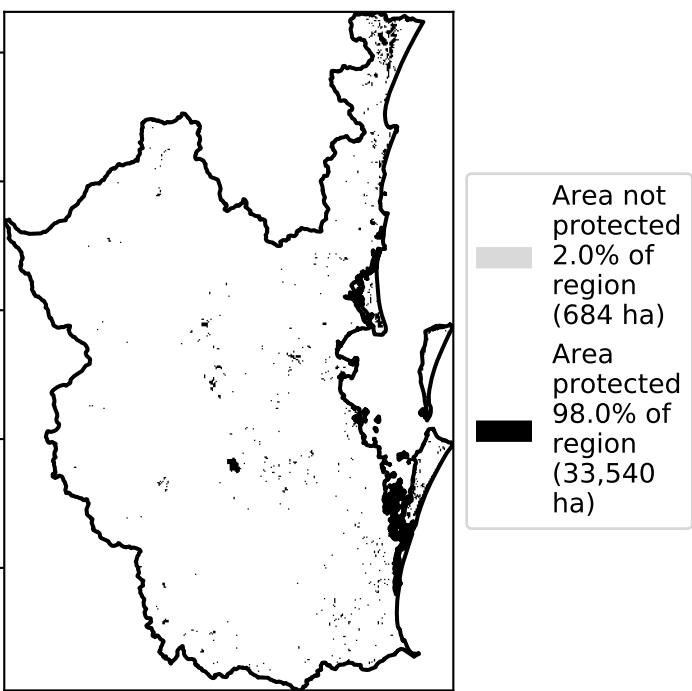 Area not
protected
2.0% of
region
(684 ha)
Area
protected
98.0% of
region
(33,540
ha)